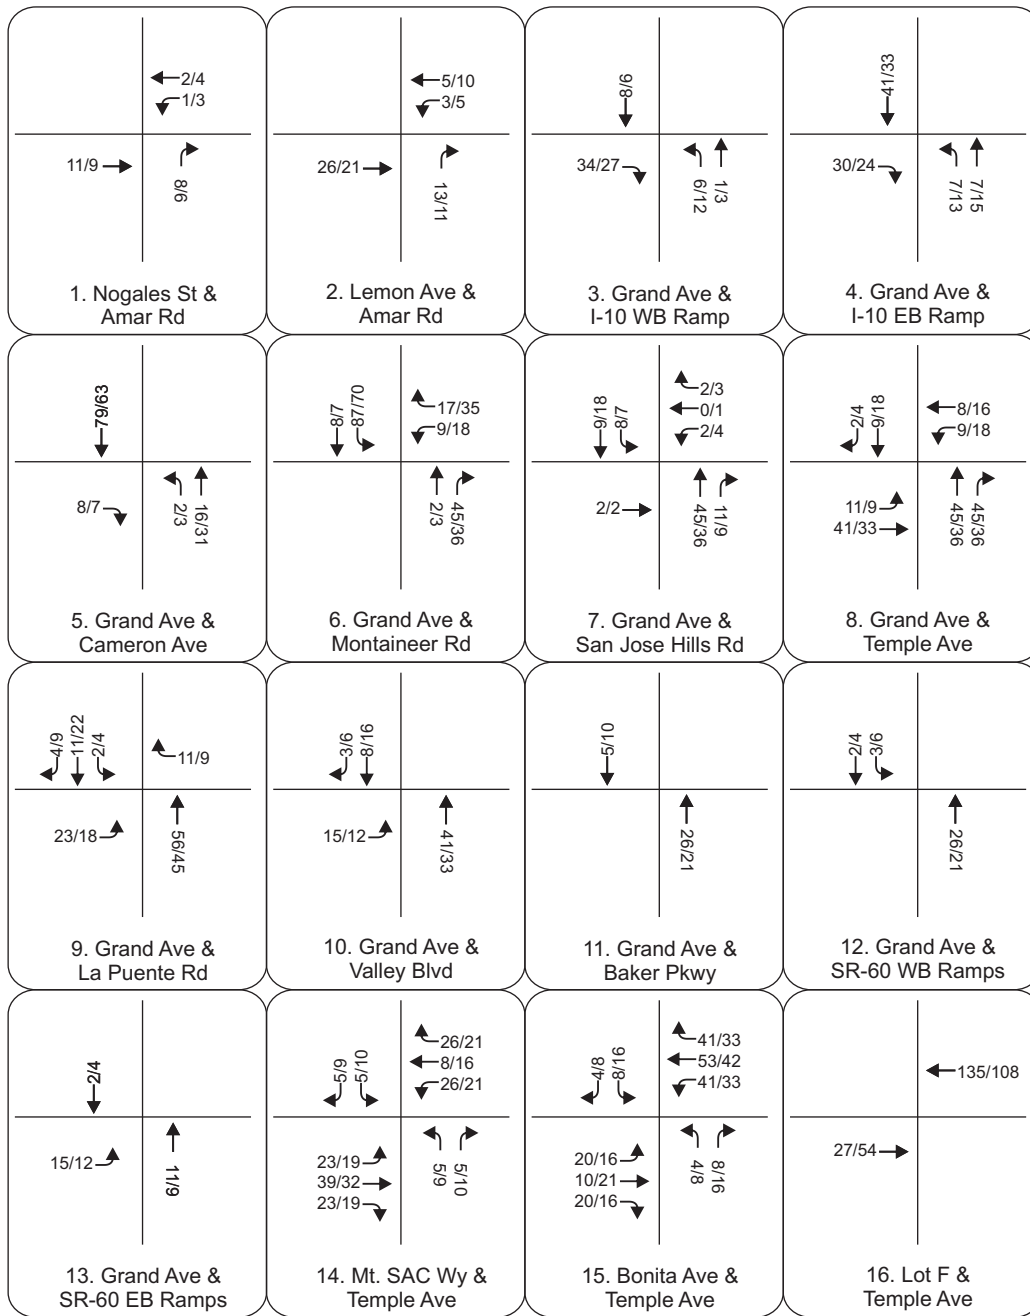 2/4
1/3
11/9
8/6
1. Nogales St &
Amar Rd
5/10
3/5
26/21
13/11
2. Lemon Ave &
Amar Rd
8/6
34/27
6/12
1/3
3. Grand Ave &
I-10 WB Ramp
41/33
30/24
7/13
7/15
4. Grand Ave &
I-10 EB Ramp
79/63
8/7
2/3
16/31
5. Grand Ave &
Cameron Ave
8/7
87/70
17/35
9/18
2/3
45/36
6. Grand Ave &
Montaineer Rd
9/18
8/7
2/3
0/1
2/4
2/2
45/36
11/9
7. Grand Ave &
San Jose Hills Rd
2/4
9/18
8/16
9/18
11/9
41/33
45/36
45/36
8. Grand Ave &
Temple Ave
4/9
11/22
2/4
11/9
23/18
56/45
9. Grand Ave &
La Puente Rd
3/6
8/16
15/12
41/33
10. Grand Ave &
Valley Blvd
5/10
26/21
11. Grand Ave &
Baker Pkwy
2/4
3/6
26/21
12. Grand Ave &
SR-60 WB Ramps
2/4
15/12
11/9
13. Grand Ave &
SR-60 EB Ramps
5/9
5/10
26/21
8/16
26/21
23/19
39/32
23/19
5/9
5/10
14. Mt. SAC Wy &
Temple Ave
4/8
8/16
41/33
53/42
41/33
20/16
10/21
20/16
4/8
8/16
15. Bonita Ave &
Temple Ave
135/108
27/54
16. Lot F &
Temple Ave